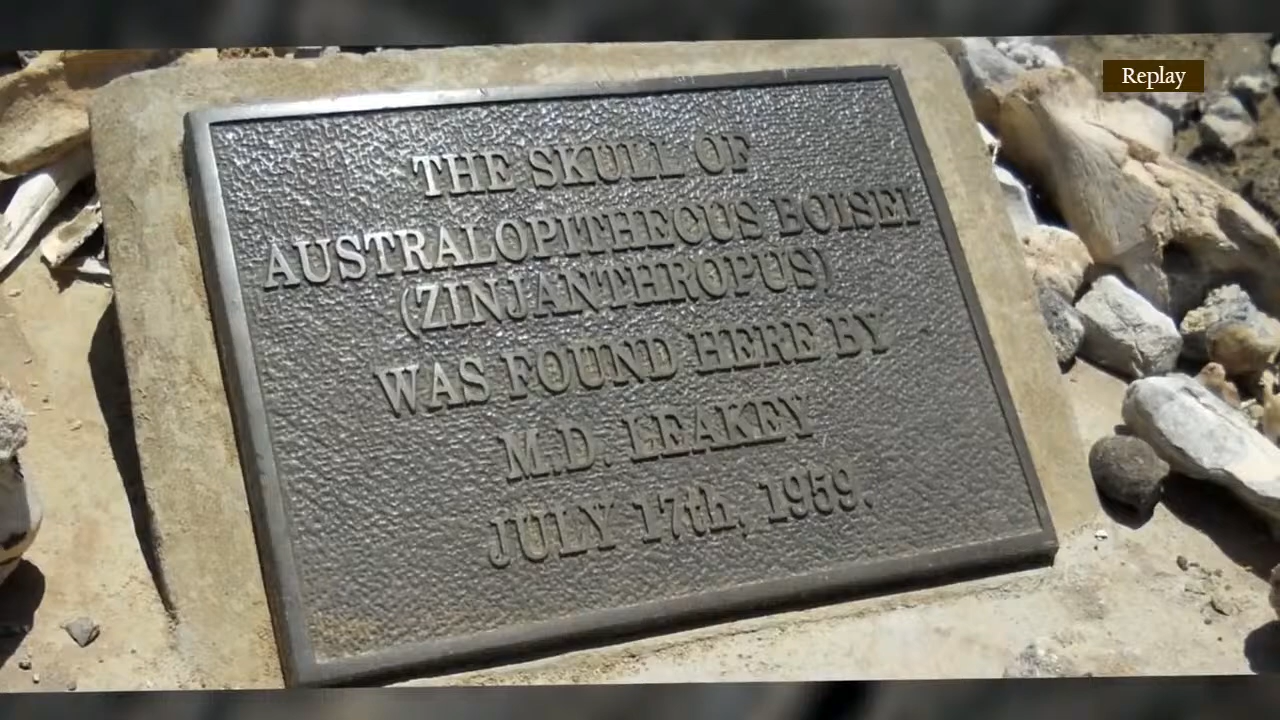 Replay
THE SKULL OF
AUSTRALOPITHECUS BOISEI
(ZINJANTHROPUS)
WAS FOUND HERE BY
M.D. LEAKEY
JULY 17th, 1959.